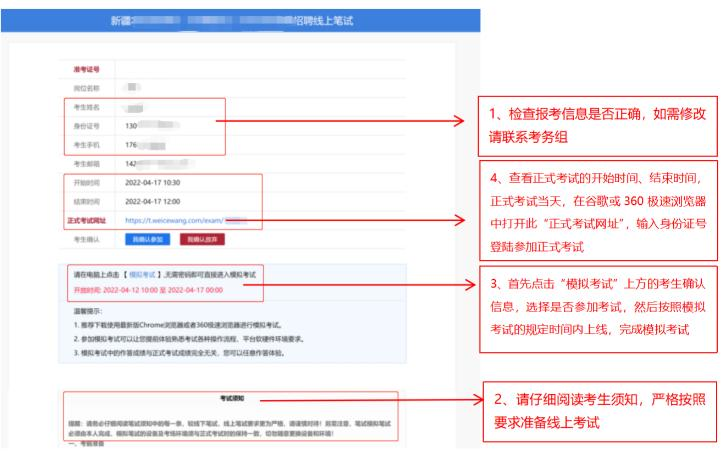 新疆
招聘线上笔试
准考证号
岗位名称
考生姓名
身份证号 130
考生手机 176
考生邮箱 142
开始时间 2022-04-17 10:30
结束时间 2022-04-17 12:00
正式考试网址 https://t.weicewang.com/exam/
考生确认 我确认参加 我确认放弃
请在电脑上点击【 模拟考试 】,无需密码即可直接进入模拟考试
开放时间: 2022-04-12 10:00 至 2022-04-17 00:00
温馨提示:
1. 推荐下载使用最新版Chrome浏览器或者360极速浏览器进行模拟考试。
2. 参加模拟考试可以让您提前体验熟悉考试各种操作流程、平台软硬件环境要求。
3. 模拟考试中的作答成绩与正式考试成绩完全无关，您可以任意作答体验。
考试须知
提醒：请务必仔细阅读笔试须知中的每一条，较线下笔试，线上笔试要求更为严格，请谨慎对待！后需注意，笔试模拟笔试
必须由本人完成，模拟笔试的设备及考场环境须与正式考试时的保持一致，切勿随意更换设备和环境！
一、考前准备
1、检查报考信息是否正确，如需修改
请联系考务组
4、查看正式考试的开始时间、结束时间，
正式考试当天，在谷歌或 360 极速浏览器
中打开此“正式考试网址”，输入身份证号
登陆参加正式考试
3、首先点击“模拟考试”上方的考生确认
信息，选择是否参加考试，然后按照模拟
考试的规定时间内上线，完成模拟考试
2、请仔细阅读考生须知，严格按照
要求准备线上考试